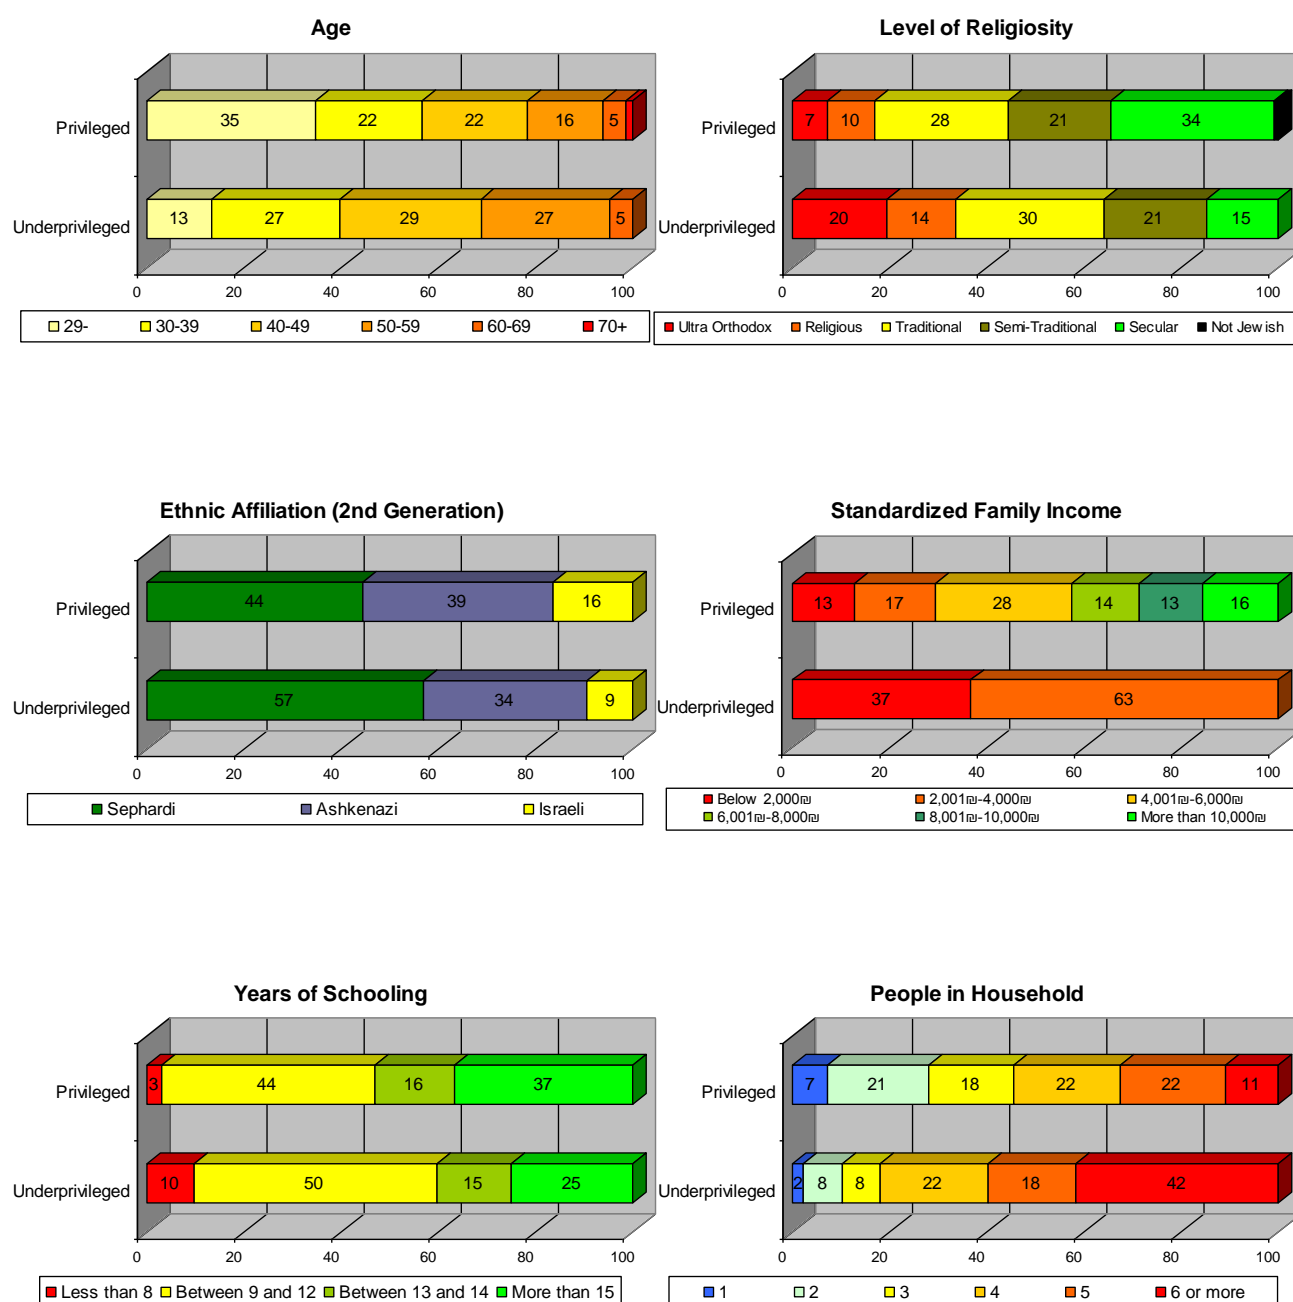 Age
Privileged
35 22 22 16 5
Underprivileged
13 27 29 27 5
0 20 40 60 80 100
29- 30-39 40-49 50-59 60-69 70+
Level of Religiosity
Privileged
7 10 28 21 34
Underprivileged
20 14 30 21 15
0 20 40 60 80 100
Ultra Orthodox Religious Traditional Semi-Traditional Secular Not Jewish
Ethnic Affiliation (2nd Generation)
Privileged
44 39 16
Underprivileged
57 34 9
0 20 40 60 80 100
Sephardi Ashkenazi Israeli
Standardized Family Income
Privileged
13 17 28 14 13 16
Underprivileged
37 63
0 20 40 60 80 100
Below 2,000₪ 2,001₪-4,000₪ 4,001₪-6,000₪
6,001₪-8,000₪ 8,001₪-10,000₪ More than 10,000₪
Years of Schooling
Privileged
3 44 16 37
Underprivileged
10 50 15 25
0 20 40 60 80 100
Less than 8 Between 9 and 12 Between 13 and 14 More than 15
People in Household
Privileged
7 21 18 22 22 11
Underprivileged
2 8 8 22 18 42
0 20 40 60 80 100
1 2 3 4 5 6 or more